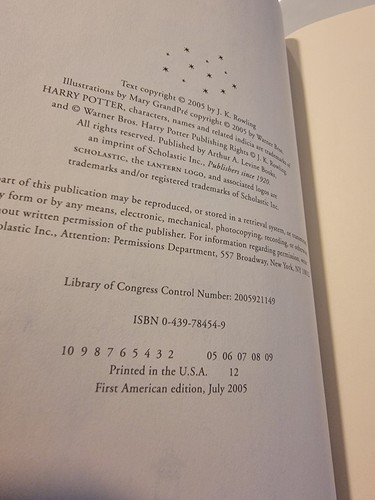 Text copyright © 2005 by J. K. Rowling
Illustrations by Mary GrandPré copyright © 2005 by Warner Bros.
HARRY POTTER, characters, names and related indicia are trademarks of
and © Warner Bros. Harry Potter Publishing Rights © J. K. Rowling.
All rights reserved. Published by Arthur A. Levine Books,
an imprint of Scholastic Inc., Publishers since 1920.
SCHOLASTIC, the LANTERN LOGO, and associated logos are
trademarks and/or registered trademarks of Scholastic Inc.
part of this publication may be reproduced, or stored in a retrieval system, or
form or by any means, electronic, mechanical, photocopying, recording, or
out written permission of the publisher. For information regarding permission,
olastic Inc., Attention: Permissions Department, 557 Broadway, New York, NY
Library of Congress Control Number: 2005921149
ISBN 0-439-78454-9
10 9 8 7 6 5 4 3 2 05 06 07 08 09
Printed in the U.S.A. 12
First American edition, July 2005